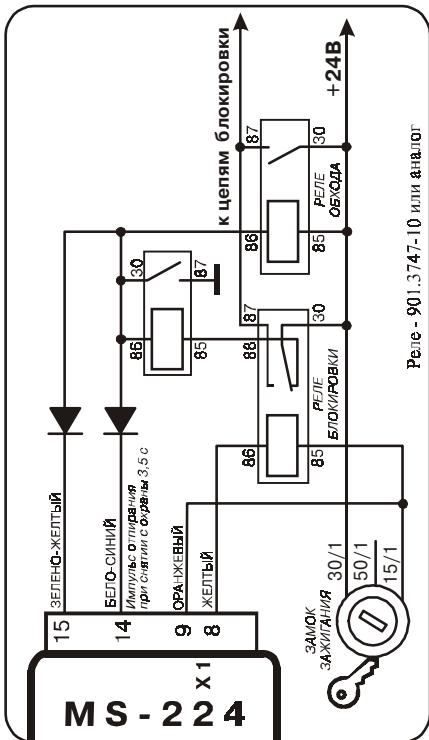 к цепям блокировки
+24В
87
30
РЕЛЕ
ОБХОДА
86
85
30
87
86
85
87
30
88
РЕЛЕ
БЛОКИРОВКИ
86
85
Реле - 901.3747-10 или аналог
ЗЕЛЕНО-ЖЕЛТЫЙ
БЕЛО-СИНИЙ
Импульс отпирания
при снятии с охраны 3,5 с
ОРАНЖЕВЫЙ
ЖЕЛТЫЙ
15
14
9
8
X1
MS-224
ЗАМОК
ЗАЖИГАНИЯ
30/1
50/1
15/1